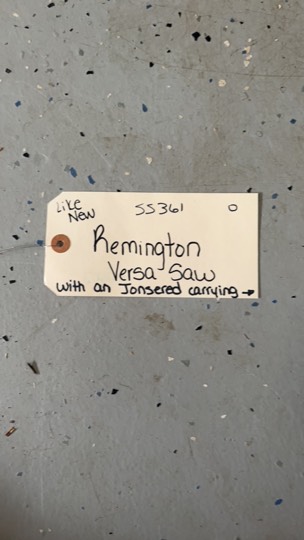 Like
New
SS361 0
Remington
Versa Saw
with an Jonsered carrying →